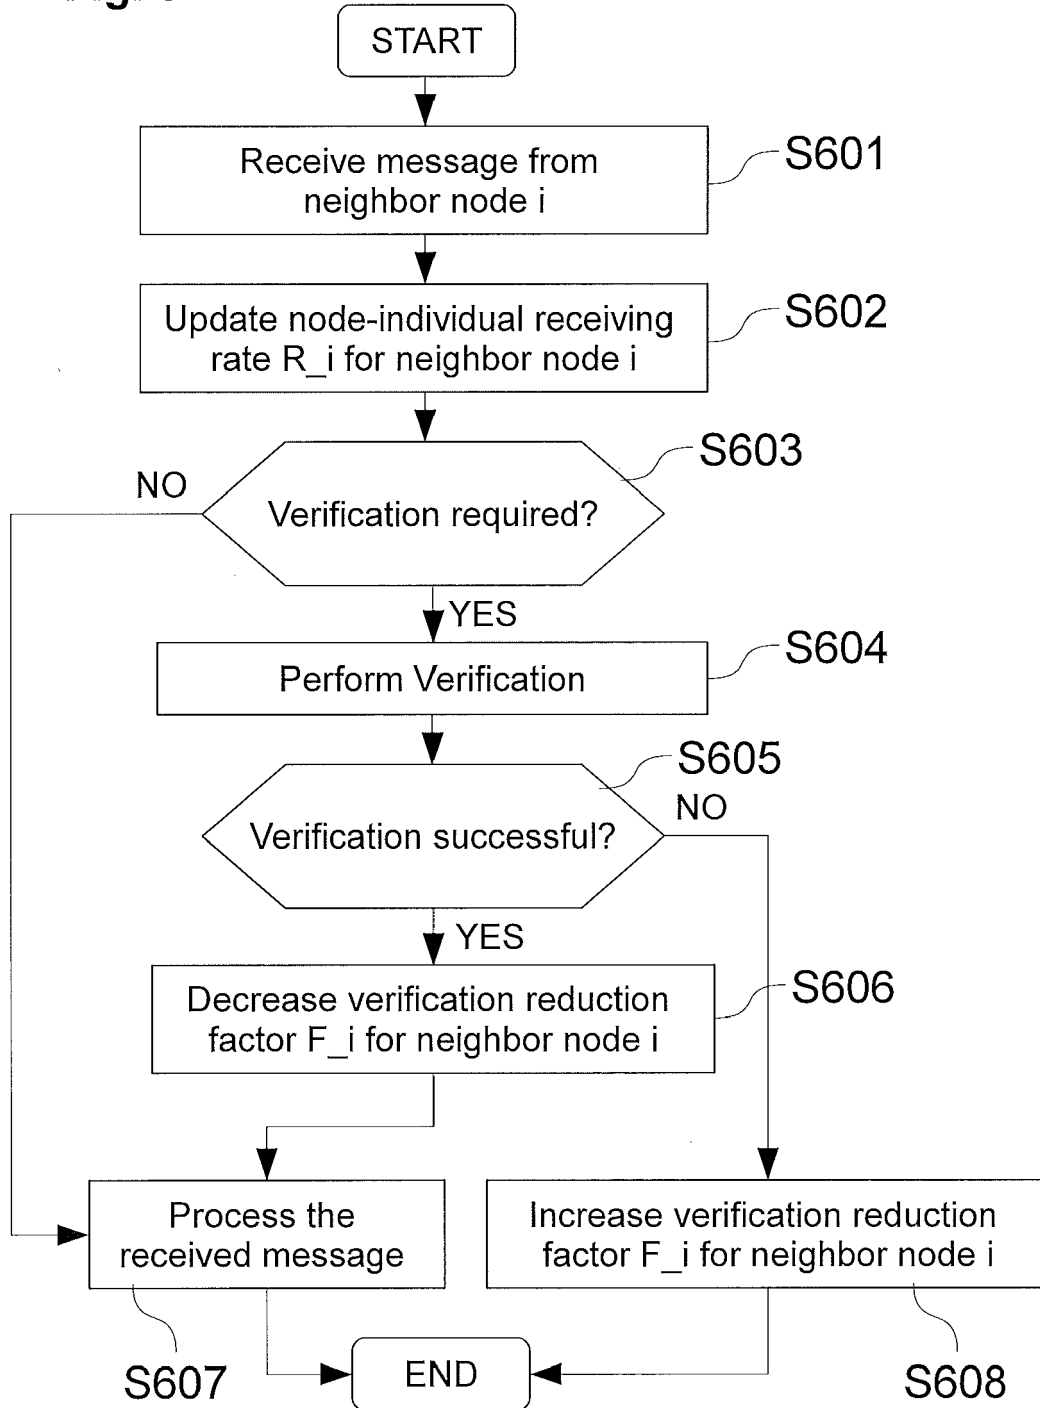 START
Receive message from
neighbor node i
S601
Update node-individual receiving
rate R_i for neighbor node i
S602
Verification required?
S603
NO
YES
Perform Verification
S604
Verification successful?
S605
NO
YES
Decrease verification reduction
factor F_i for neighbor node i
S606
Process the
received message
S607
Increase verification reduction
factor F_i for neighbor node i
S608
END